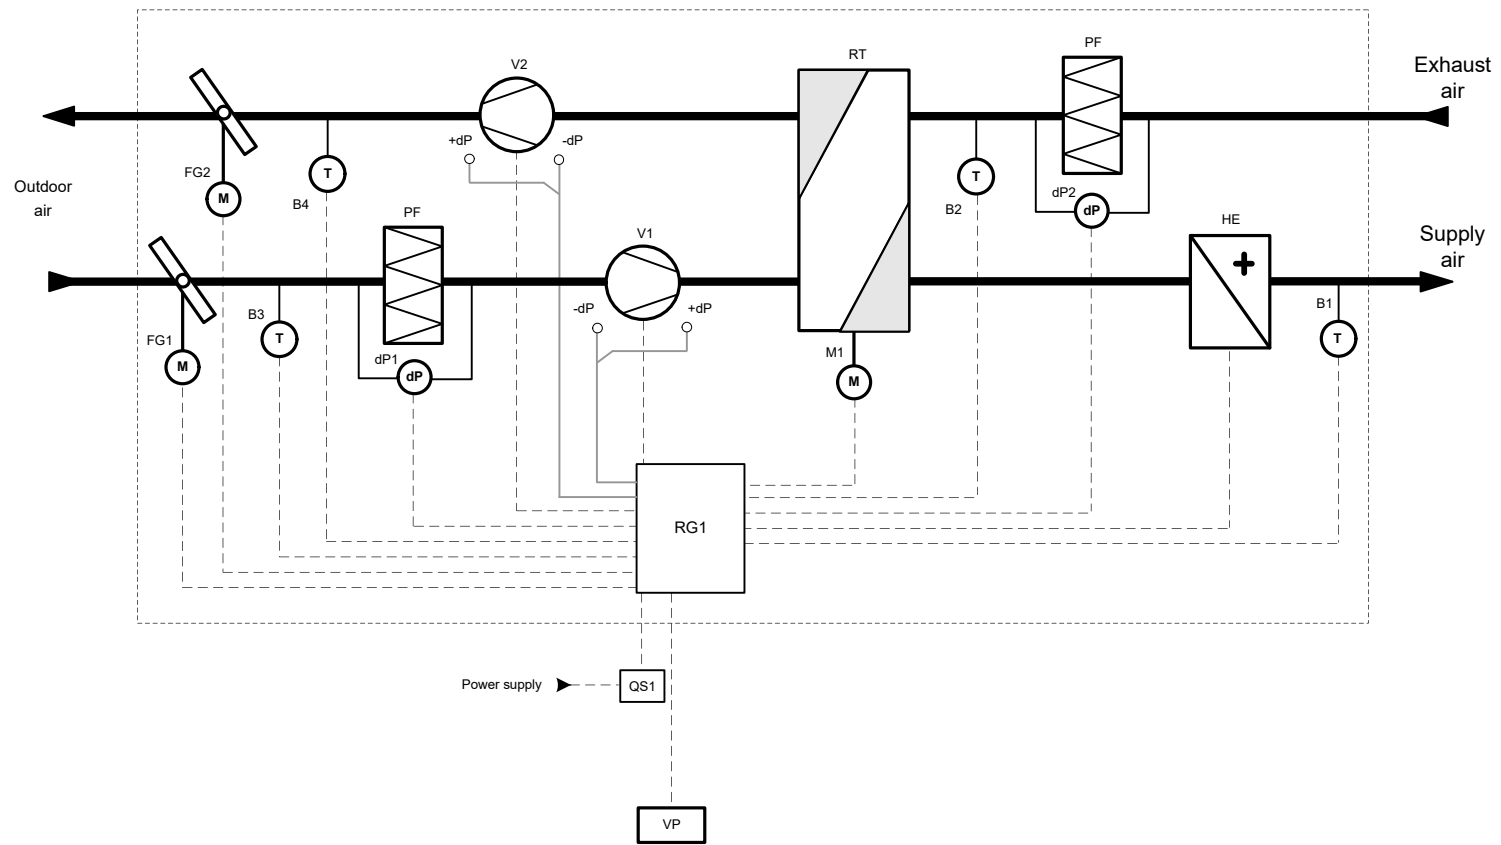 PF
RT
Exhaust
air
V2
+dP
-dP
FG2
T
M
B4
T
B2
dP2
dP
Outdoor
air
PF
V1
HE
Supply
air
-dP
+dP
B1
B3
T
FG1
M
dP1
dP
M1
M
T
RG1
Power supply
QS1
VP